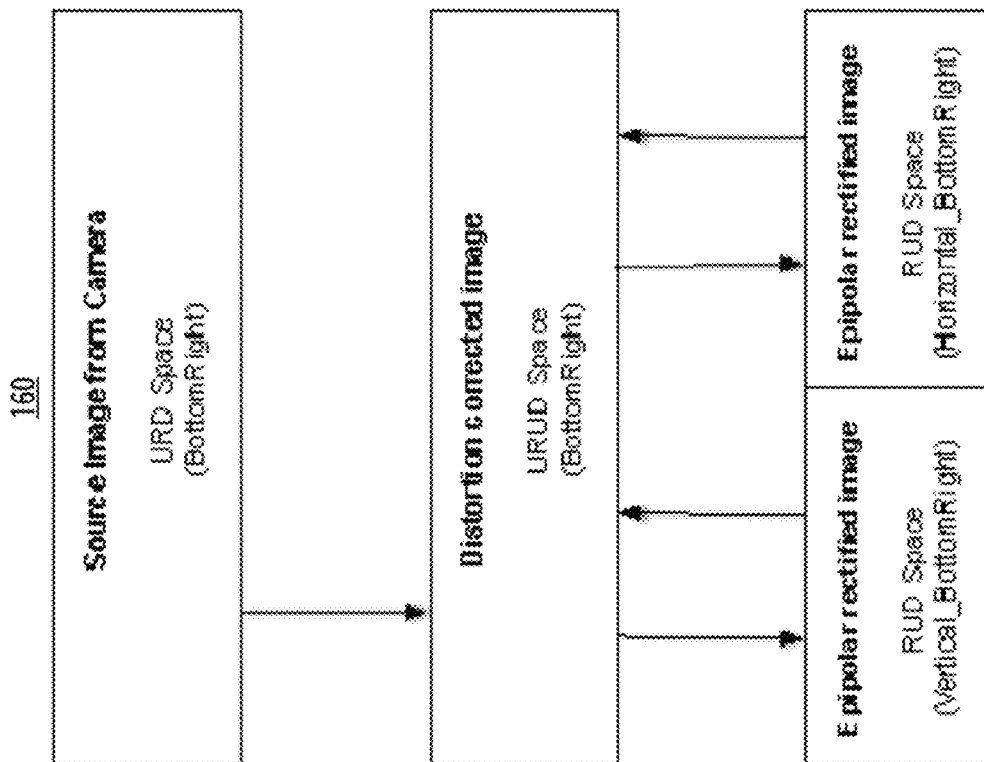 160
Source Image from Camera
URD Space
(BottomRight)
Distortion corrected image
URUD Space
(BottomRight)
Epipolar rectified image
RUD Space
(Vertical_BottomRight)
Epipolar rectified image
RUD Space
(Horizontal_BottomRight)